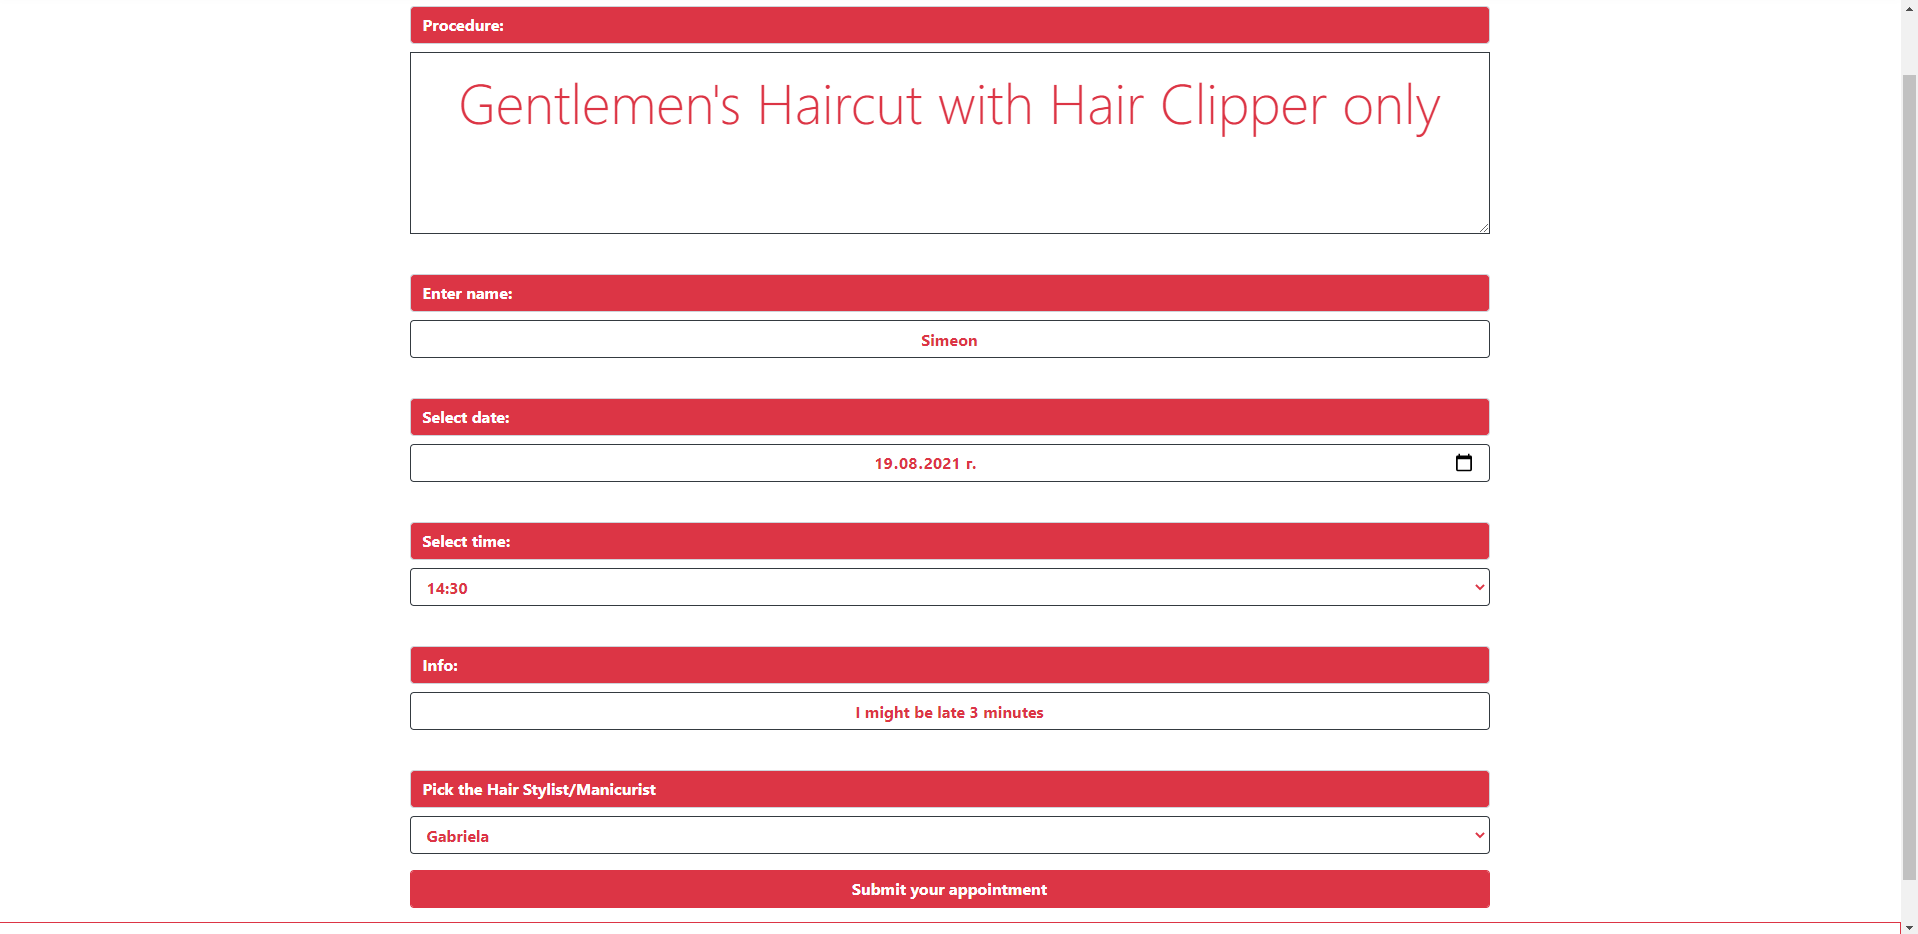 Procedure:
Gentlemen's Haircut with Hair Clipper only
Enter name:
Simeon
Select date:
19.08.2021 г.
Select time:
14:30
Info:
I might be late 3 minutes
Pick the Hair Stylist/Manicurist
Gabriela
Submit your appointment